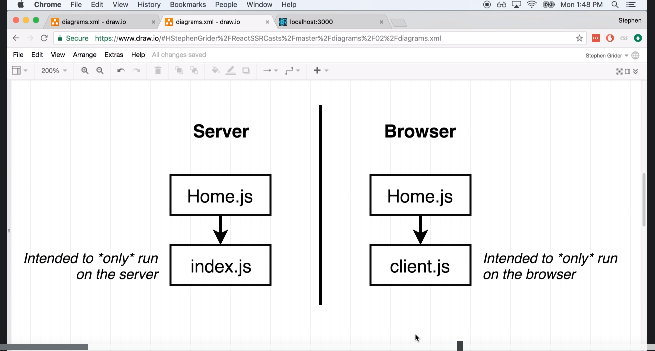 Chrome File Edit View History Bookmarks People Window Help Mon 1:48 PM
diagrams.xml - draw.io diagrams.xml - draw.io localhost:3000 Stephen
Secure https://www.draw.io/#HStephenGrider%2FReactSSRCasts%2Fmaster%2Fdiagrams%2F02%2Fdiagrams.xml
File Edit View Arrange Extras Help All changes saved Stephen Grider
200%
Server Browser
Home.js Home.js
index.js client.js
Intended to *only* run
on the server
Intended to *only* run
on the browser